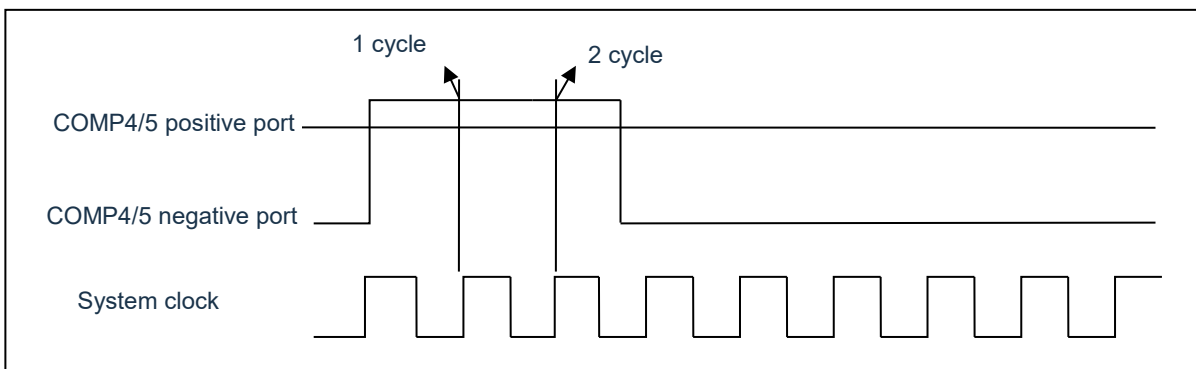 1 cycle
2 cycle
COMP4/5 positive port
COMP4/5 negative port
System clock